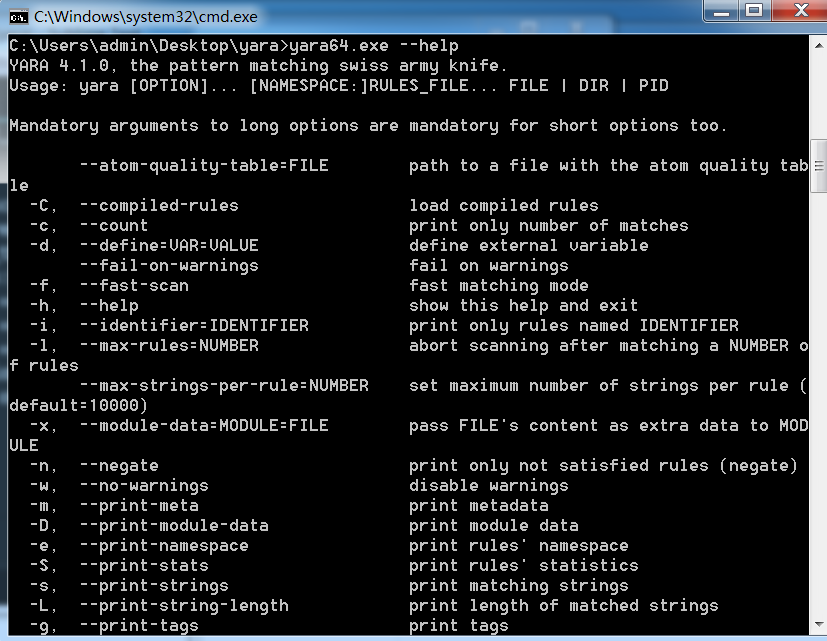 C:\Windows\system32\cmd.exe
C:\Users\admin\Desktop\yara>yara64.exe --help
YARA 4.1.0, the pattern matching swiss army knife.
Usage: yara [OPTION]... [NAMESPACE:]RULES_FILE... FILE | DIR | PID
Mandatory arguments to long options are mandatory for short options too.
--atom-quality-table=FILE path to a file with the atom quality tab
le
-C, --compiled-rules load compiled rules
-c, --count print only number of matches
-d, --define=VAR=VALUE define external variable
--fail-on-warnings fail on warnings
-f, --fast-scan fast matching mode
-h, --help show this help and exit
-i, --identifier=IDENTIFIER print only rules named IDENTIFIER
-l, --max-rules=NUMBER abort scanning after matching a NUMBER o
f rules
--max-strings-per-rule=NUMBER set maximum number of strings per rule (
default=10000)
-x, --module-data=MODULE=FILE pass FILE's content as extra data to MOD
ULE
-n, --negate print only not satisfied rules (negate)
-w, --no-warnings disable warnings
-m, --print-meta print metadata
-D, --print-module-data print module data
-e, --print-namespace print rules' namespace
-S, --print-stats print rules' statistics
-s, --print-strings print matching strings
-L, --print-string-length print length of matched strings
-g, --print-tags print tags